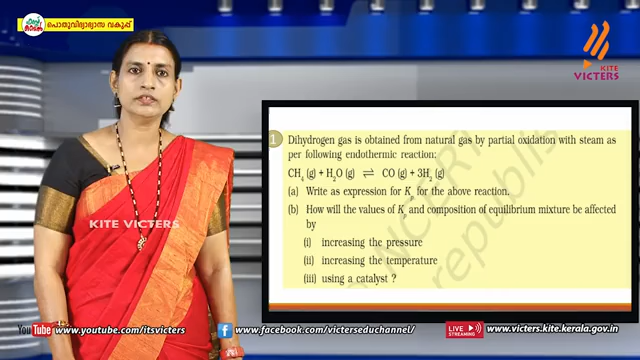 പൊതുവിദ്യാഭ്യാസ വകുപ്പ്
KITE
VICTERS
1 Dihydrogen gas is obtained from natural gas by partial oxidation with steam as
per following endothermic reaction:
CH₄ (g) + H₂O (g) ⇌ CO (g) + 3H₂ (g)
(a) Write as expression for K for the above reaction.
(b) How will the values of K and composition of equilibrium mixture be affected
by
(i) increasing the pressure
(ii) increasing the temperature
(iii) using a catalyst ?
NCERT
republis
KITE VICTERS
YouTube www.youtube.com/itsvicters
f www.facebook.com/victerseduchannel/
LIVE
STREAMING
www.victers.kite.kerala.gov.in